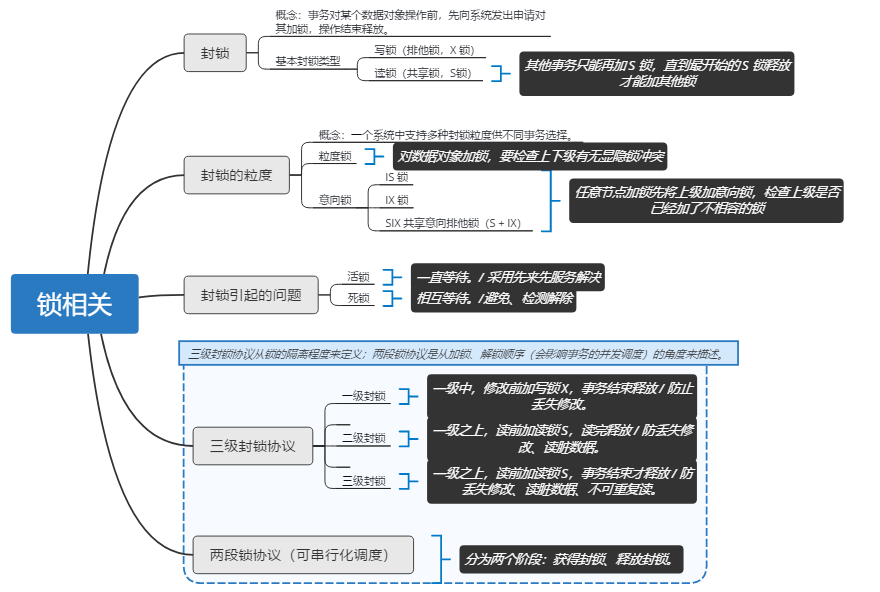 锁相关
封锁
概念：事务对某个数据对象操作前，先向系统发出申请对
其加锁，操作结束释放。
基本封锁类型
写锁（排他锁，X 锁）
读锁（共享锁，S锁）
其他事务只能再加 S 锁，直到最开始的 S 锁释放
才能加其他锁
封锁的粒度
概念：一个系统中支持多种封锁粒度供不同事务选择。
粒度锁
对数据对象加锁，要检查上下级有无显隐锁冲突
意向锁
IS 锁
IX 锁
SIX 共享意向排他锁（S + IX）
任意节点加锁先将上级加意向锁，检查上级是否
已经加了不相容的锁
封锁引起的问题
活锁
一直等待。/ 采用先来先服务解决
死锁
相互等待。/避免、检测解除
三级封锁协议从锁的隔离程度来定义；两段锁协议是从加锁、解锁顺序（会影响事务的并发调度）的角度来描述。
三级封锁协议
一级封锁
一级中，修改前加写锁 X，事务结束释放 / 防止
丢失修改。
二级封锁
一级之上，读前加读锁 S，读完释放 / 防丢失修
改、读脏数据。
三级封锁
一级之上，读前加读锁 S，事务结束才释放 / 防
丢失修改、读脏数据、不可重复读。
两段锁协议（可串行化调度）
分为两个阶段：获得封锁、释放封锁。